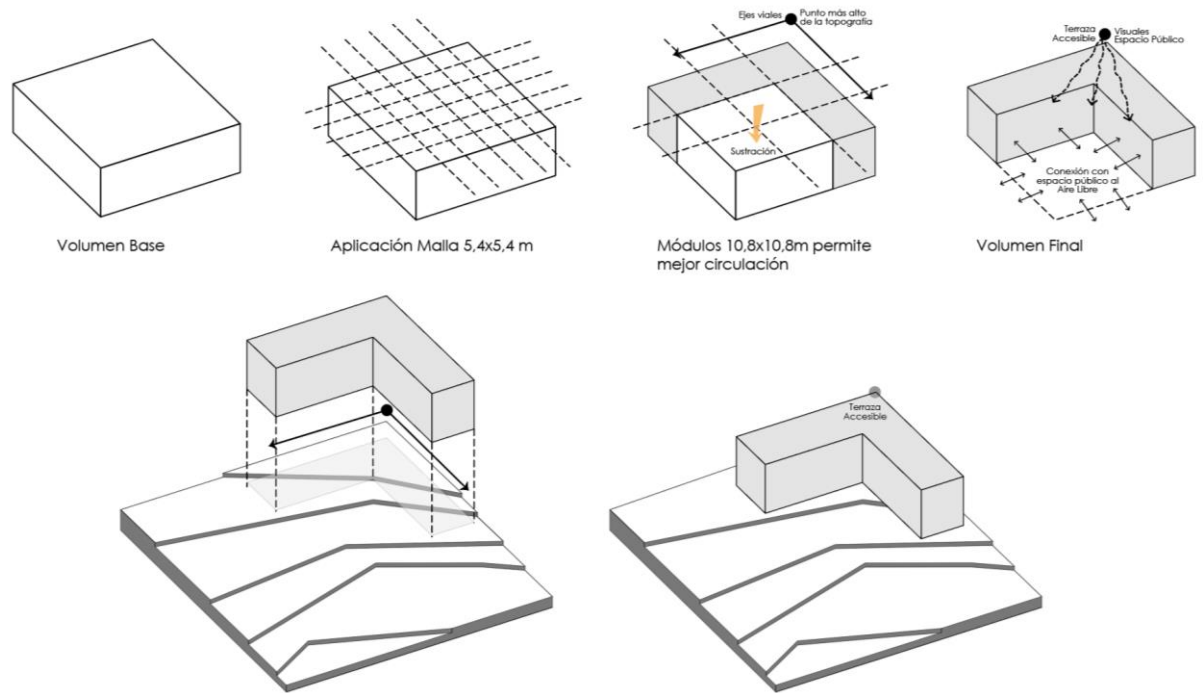 Ejes viales
Punto más alto
de la topografía
Terraza
Accesible
Visuales
Espacio Público
Sustración
Conexión con
espacio público al
Aire Libre
Volumen Base
Aplicación Malla 5,4x5,4 m
Módulos 10,8x10,8m permite
mejor circulación
Volumen Final
Terraza
Accesible